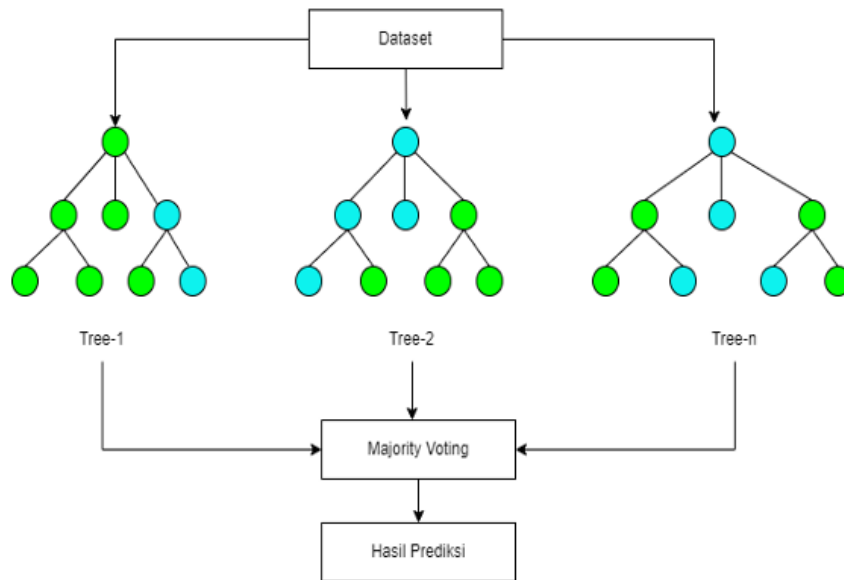 Dataset
Tree-1
Tree-2
Tree-n
Majority Voting
Hasil Prediksi